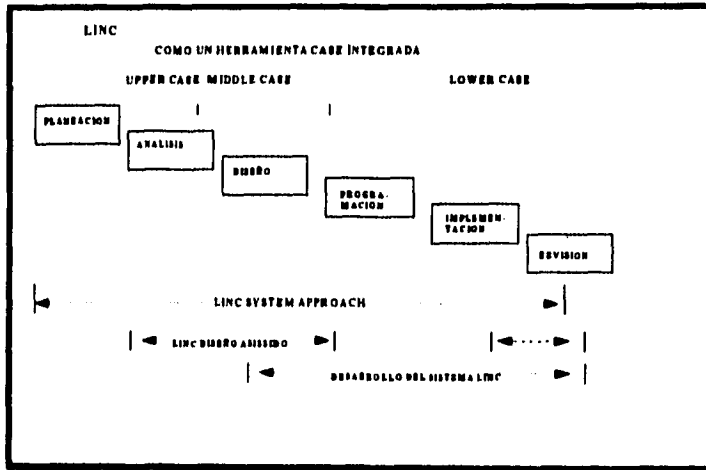 LINC
COMO UN HERRAMIENTA CASE INTEGRADA
UPPER CASE MIDDLE CASE LOWER CASE
PLANEACION
ANALISIS
DISEÑO
PROGRA-
MACION
IMPLEMEN-
TACION
REVISION
LINC SYSTEM APPROACH
LINC DISEÑO ASISSIDO
DESARROLLO DEL SISTEMA LINC